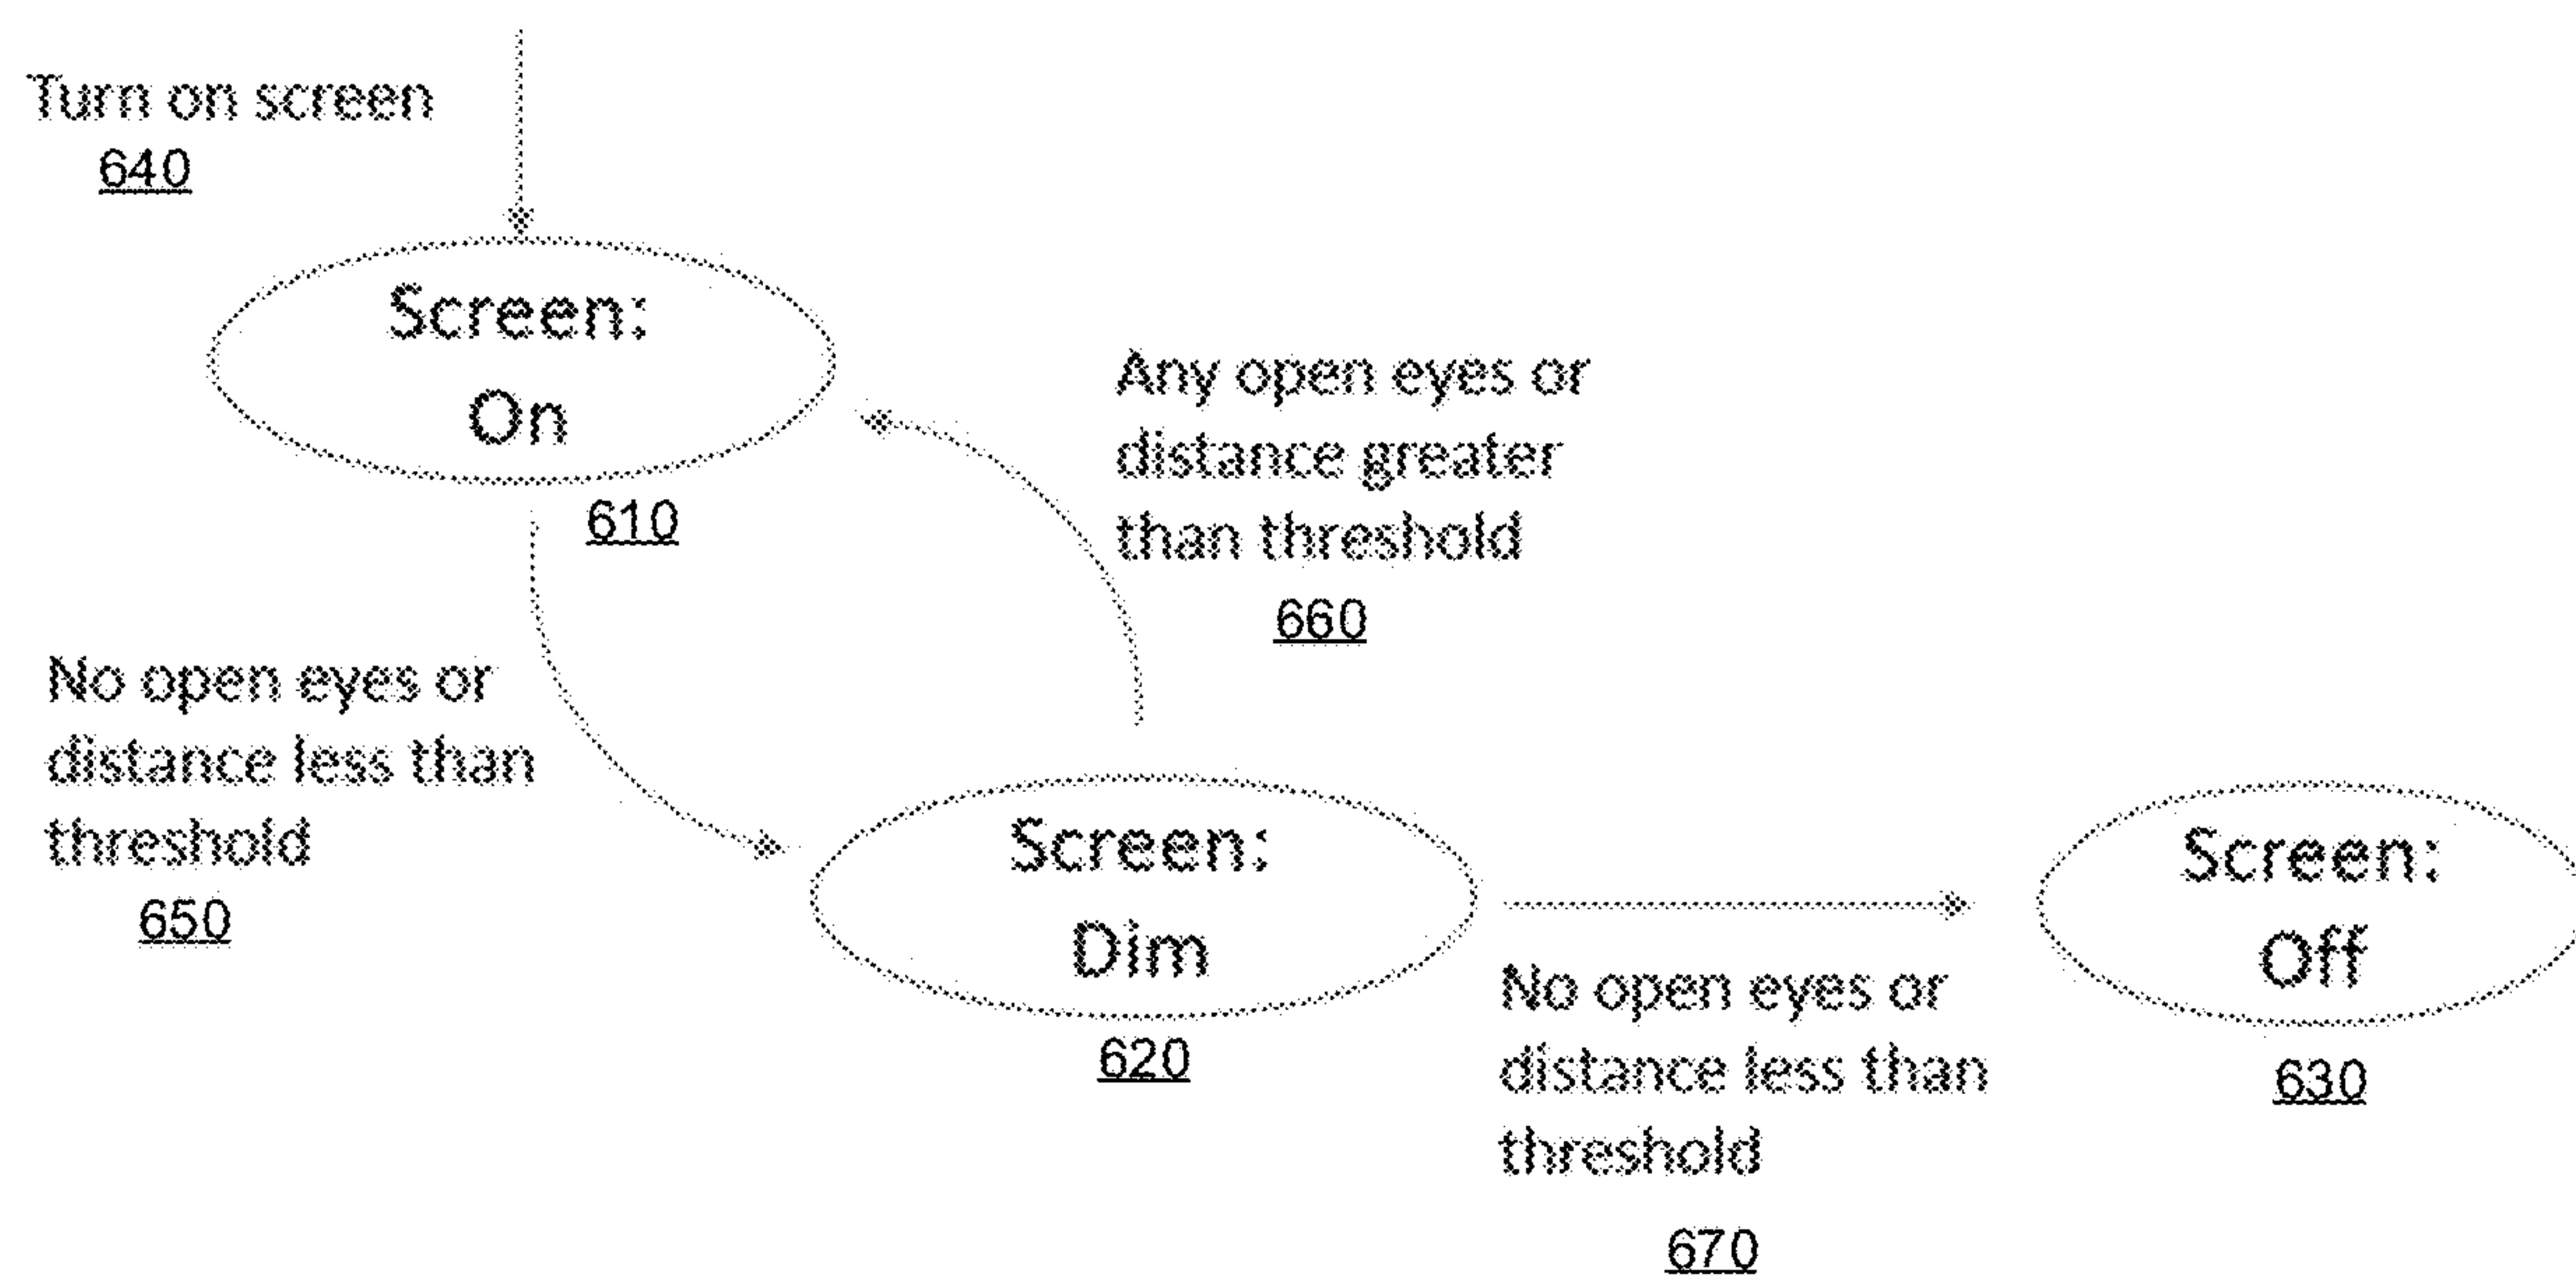 Turn on screen
640
Screen:
On
610
Any open eyes or
distance greater
than threshold
660
No open eyes or
distance less than
threshold
650
Screen:
Dim
620
No open eyes or
distance less than
threshold
670
Screen:
Off
630